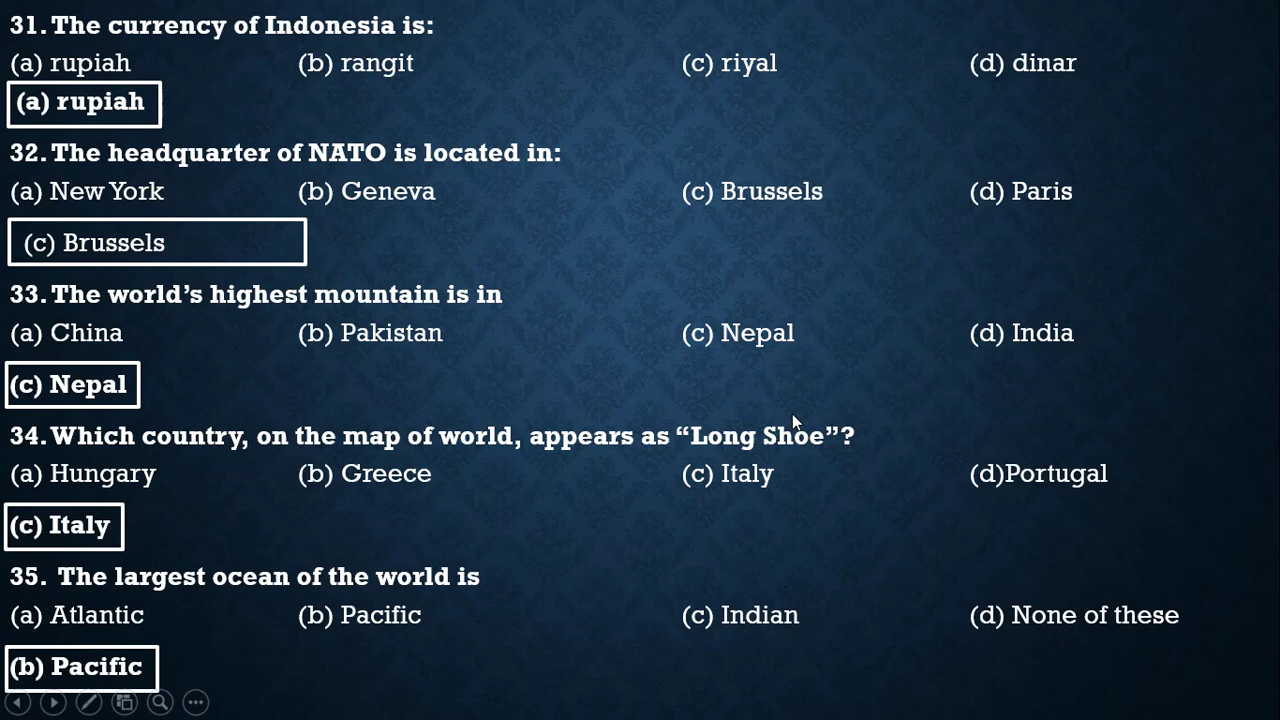 31. The currency of Indonesia is:
(a) rupiah (b) rangit (c) riyal (d) dinar
(a) rupiah
32. The headquarter of NATO is located in:
(a) New York (b) Geneva (c) Brussels (d) Paris
(c) Brussels
33. The world’s highest mountain is in
(a) China (b) Pakistan (c) Nepal (d) India
(c) Nepal
34. Which country, on the map of world, appears as “Long Shoe”?
(a) Hungary (b) Greece (c) Italy (d)Portugal
(c) Italy
35. The largest ocean of the world is
(a) Atlantic (b) Pacific (c) Indian (d) None of these
(b) Pacific